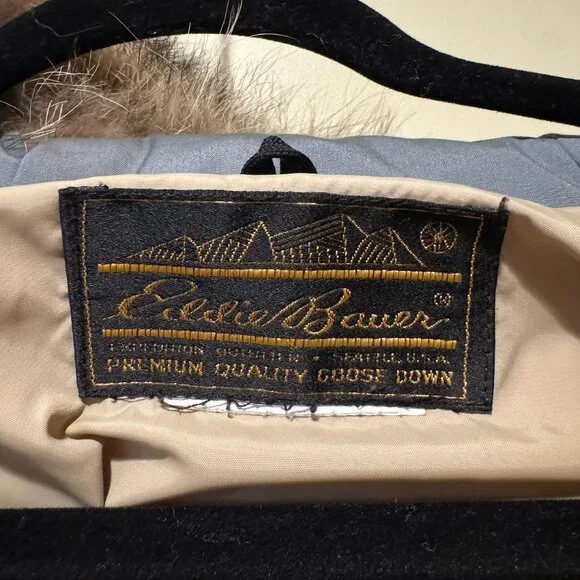 Eddie Bauer®
EXPEDITION OUTFITTER • SEATTLE, U.S.A.
PREMIUM QUALITY GOOSE DOWN